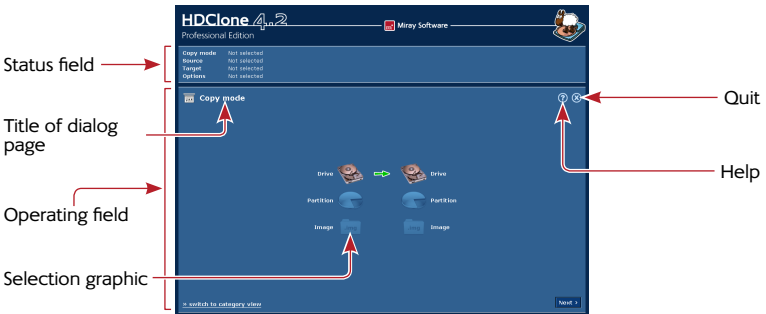 HDClone 4.2
Professional Edition
Miray Software
Copy mode Not selected
Source Not selected
Target Not selected
Options Not selected
Status field
Copy mode
Quit
Title of dialog
page
Help
Drive Drive
Partition Partition
Operating field
Image Image
Selection graphic
» switch to category view
Next >